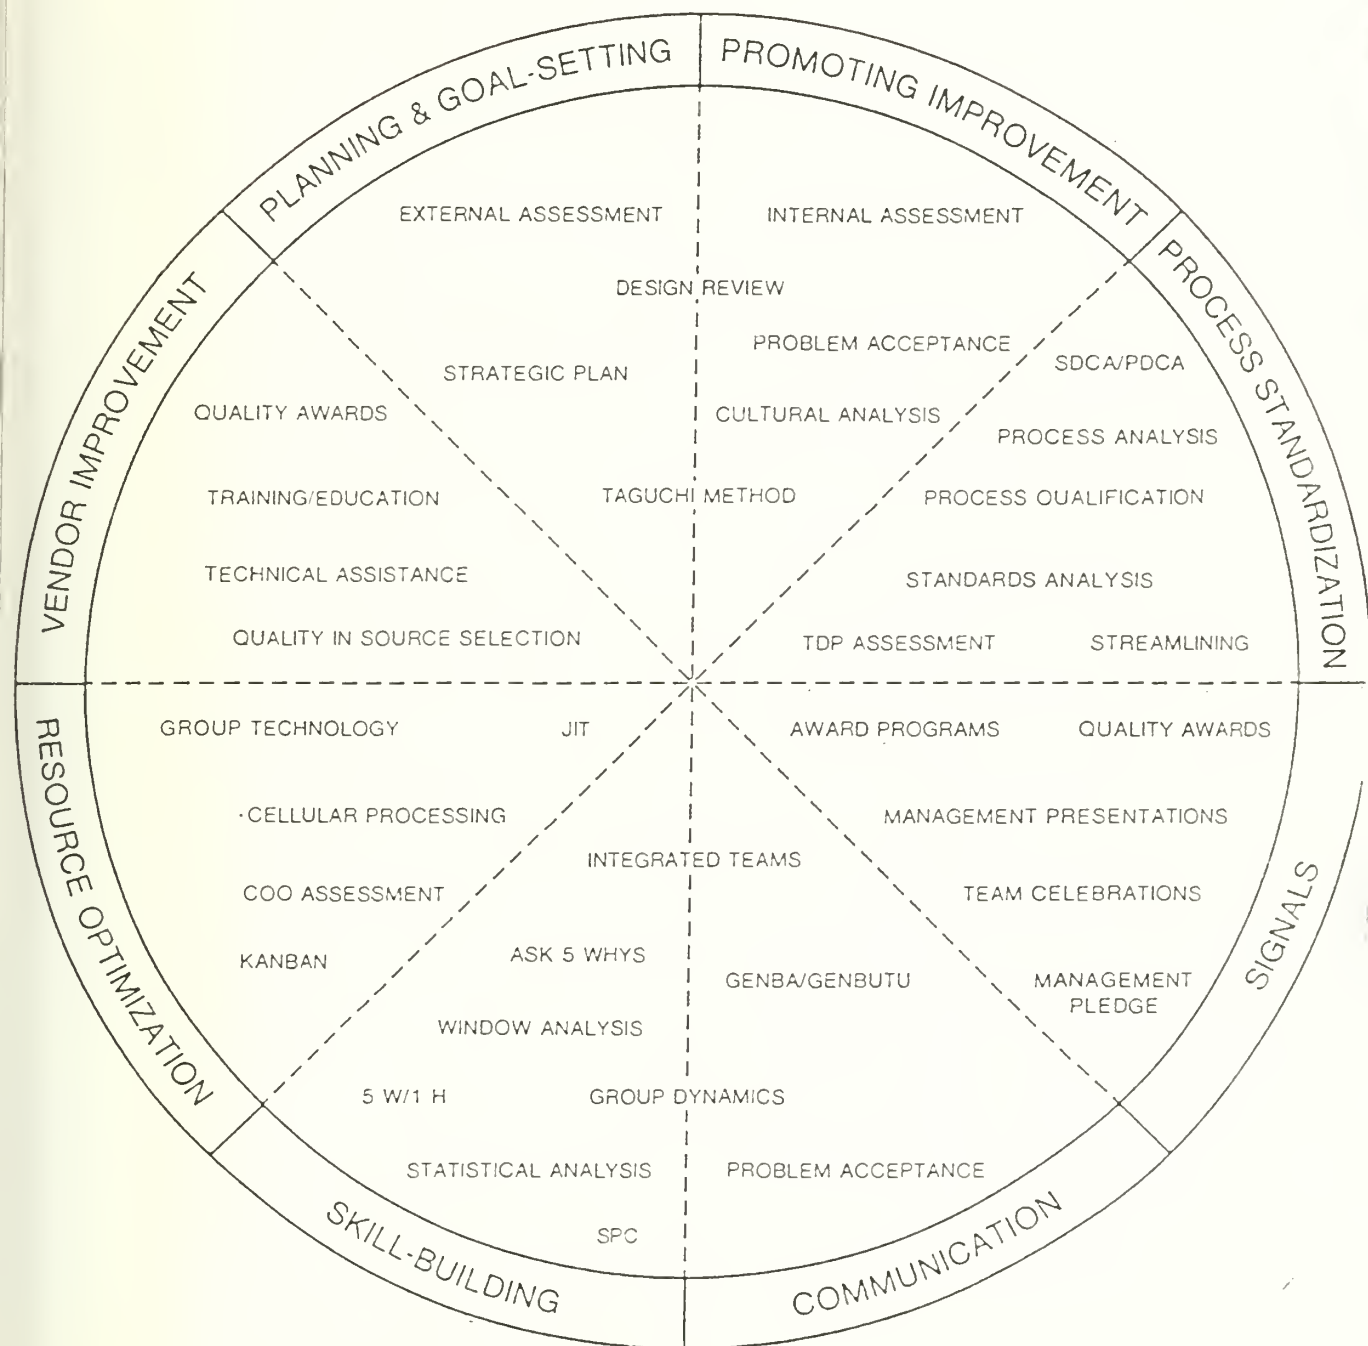 PLANNING & GOAL-SETTING
PROMOTING IMPROVEMENT
PROCESS STANDARDIZATION
SIGNALS
COMMUNICATION
SKILL-BUILDING
RESOURCE OPTIMIZATION
VENDOR IMPROVEMENT
EXTERNAL ASSESSMENT
INTERNAL ASSESSMENT
DESIGN REVIEW
PROBLEM ACCEPTANCE
SDCA/PDCA
STRATEGIC PLAN
QUALITY AWARDS
CULTURAL ANALYSIS
PROCESS ANALYSIS
TRAINING/EDUCATION
TAGUCHI METHOD
PROCESS QUALIFICATION
TECHNICAL ASSISTANCE
STANDARDS ANALYSIS
QUALITY IN SOURCE SELECTION
TDP ASSESSMENT
STREAMLINING
GROUP TECHNOLOGY
JIT
AWARD PROGRAMS
QUALITY AWARDS
CELLULAR PROCESSING
MANAGEMENT PRESENTATIONS
INTEGRATED TEAMS
COO ASSESSMENT
TEAM CELEBRATIONS
KANBAN
ASK 5 WHYS
GENBA/GENBUTU
MANAGEMENT
PLEDGE
WINDOW ANALYSIS
5 W/1 H
GROUP DYNAMICS
STATISTICAL ANALYSIS
PROBLEM ACCEPTANCE
SPC